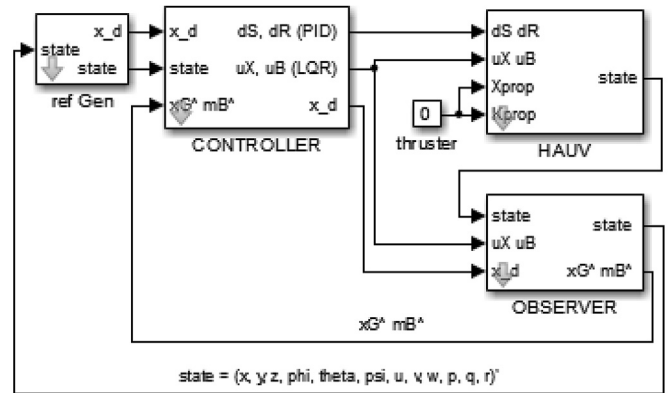 x_d
state
state
ref Gen
x_d
state
xG^ mB^
dS, dR (PID)
uX, uB (LQR)
x_d
CONTROLLER
0
thruster
dS dR
uX uB
Xprop
Kprop
state
HAUV
state
uX uB
x_d
state
xG^ mB^
OBSERVER
xG^ mB^
state = (x, y, z, phi, theta, psi, u, v, w, p, q, r)'